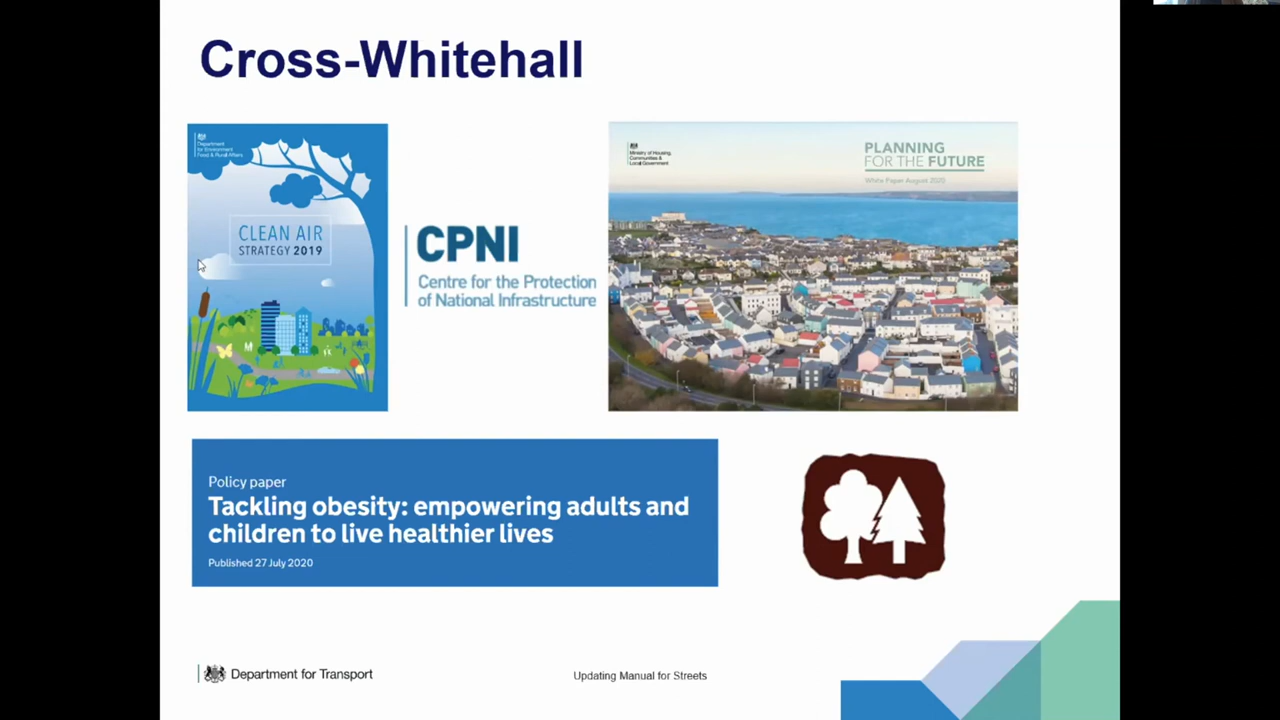 Cross-Whitehall
Department
for Environment
Food & Rural Affairs
CLEAN AIR
STRATEGY 2019
CPNI
Centre for the Protection
of National Infrastructure
Ministry of Housing,
Communities &
Local Government
PLANNING
FOR THE FUTURE
White Paper August 2020
Policy paper
Tackling obesity: empowering adults and
children to live healthier lives
Published 27 July 2020
Department for Transport
Updating Manual for Streets